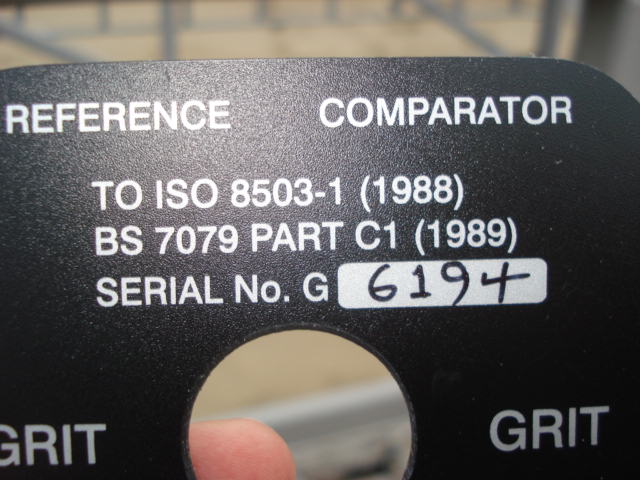 REFERENCE COMPARATOR
TO ISO 8503-1 (1988)
BS 7079 PART C1 (1989)
SERIAL No. G 6194
GRIT GRIT